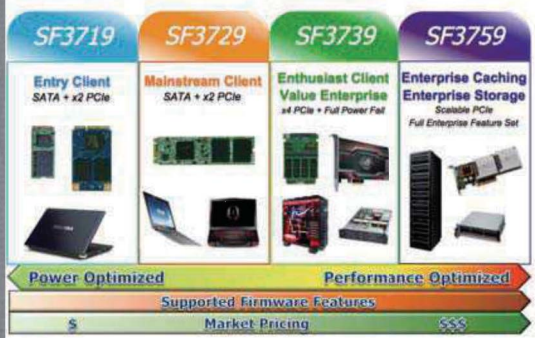 SF3719
SF3729
SF3739
SF3759
Entry Client
SATA + x2 PCIe
Mainstream Client
SATA + x2 PCIe
Enthusiast Client
Value Enterprise
x4 PCIe + Full Power Fail
Enterprise Caching
Enterprise Storage
Scalable PCIe
Full Enterprise Feature Set
Power Optimized
Performance Optimized
Supported Firmware Features
$
Market Pricing
$$$